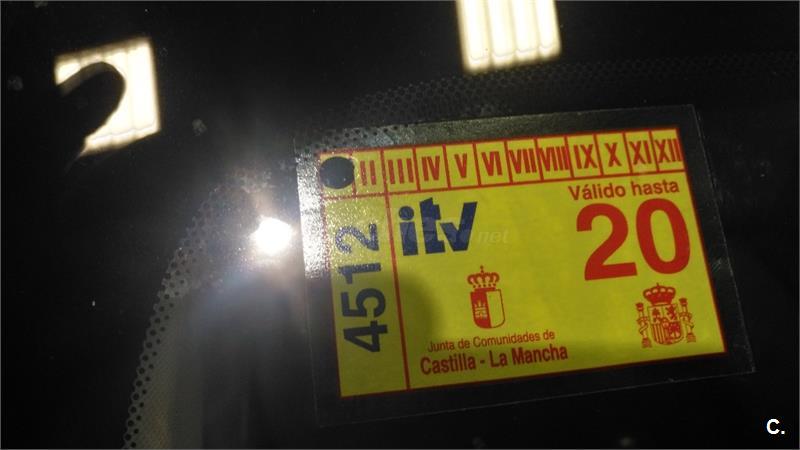 II III IV V VI VII VIII IX X XI XII
4512
itv
Válido hasta
20
Junta de Comunidades de
Castilla - La Mancha
C.